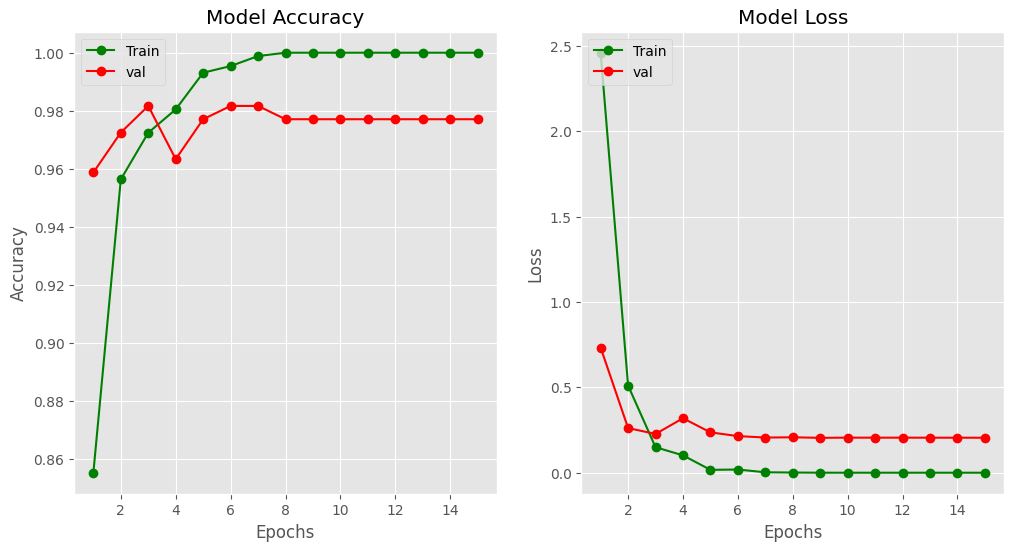 Model Accuracy
Train
val
1.00
0.98
0.96
0.94
0.92
0.90
0.88
0.86
Accuracy
2 4 6 8 10 12 14
Epochs
Model Loss
Train
val
2.5
2.0
1.5
1.0
0.5
0.0
Loss
2 4 6 8 10 12 14
Epochs